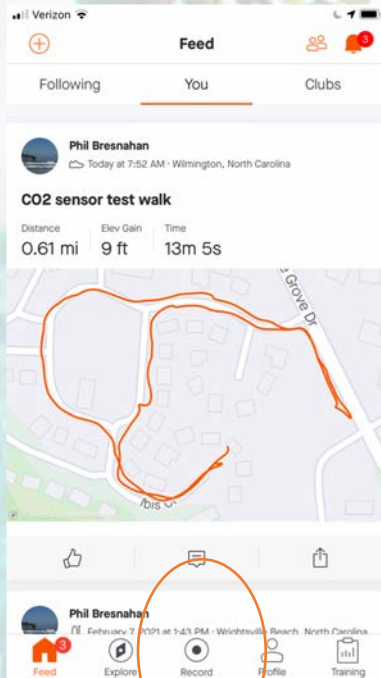 Verizon
3
Feed
Following You Clubs
Phil Bresnahan
Today at 7:52 AM · Wilmington, North Carolina
CO2 sensor test walk
Distance Elev Gain Time
0.61 mi 9 ft 13m 5s
Grove Dr
Ibis
Phil Bresnahan
February 7, 2021 at 1:43 PM · Wrightsville Beach, North Carolina
3
Feed Explore Record Profile Training